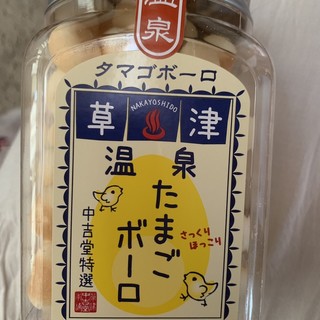 温泉
タマゴボーロ
NAKAYOSHIDO
草津
温泉
たまご
ボーロ
さっくり
ほっこり
中吉堂特選